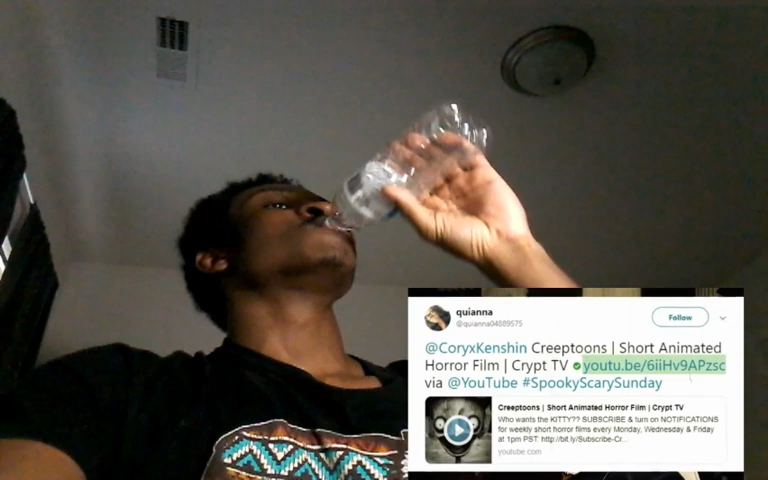 quianna
@quianna04889575
Follow
@CoryxKenshin Creeptoons | Short Animated
Horror Film | Crypt TV youtu.be/6iiHv9APzsc
via @YouTube #SpookyScarySunday
Creeptoons | Short Animated Horror Film | Crypt TV
Who wants the KITTY?? SUBSCRIBE & turn on NOTIFICATIONS
for weekly short horror films every Monday, Wednesday & Friday
at 1pm PST: http://bit.ly/Subscribe-Cr...
youtube.com